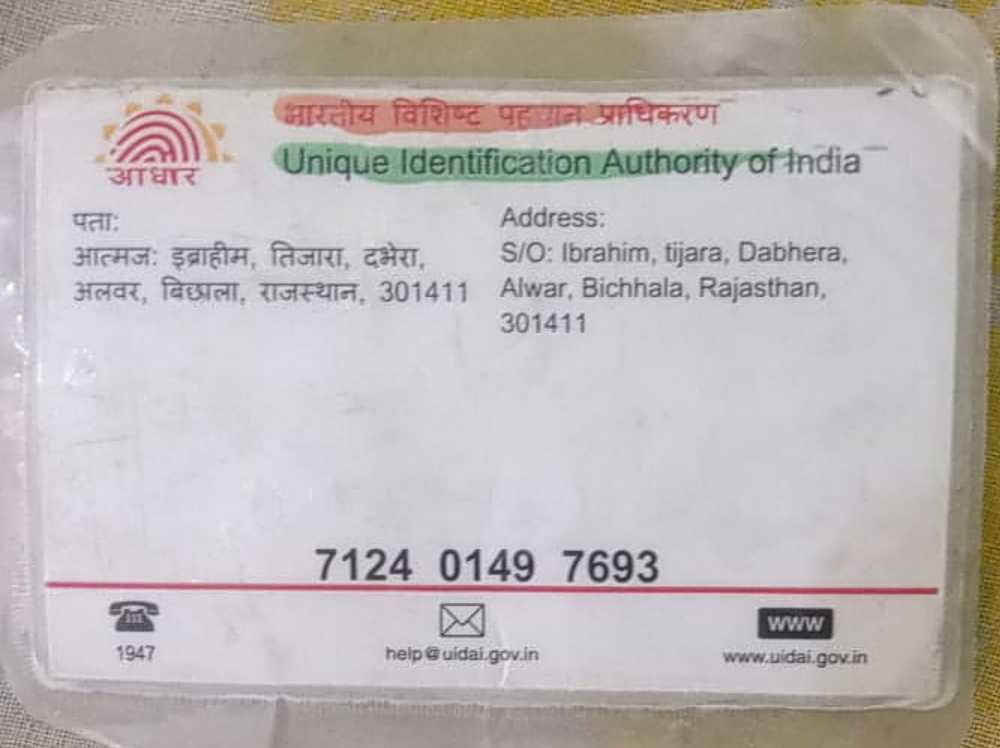 भारतीय विशिष्ट पहचान प्राधिकरण
Unique Identification Authority of India
आधार
पता:
आत्मज: इब्राहीम, तिजारा, दभेरा,
अलवर, बिछाला, राजस्थान, 301411
Address:
S/O: Ibrahim, tijara, Dabhera,
Alwar, Bichhala, Rajasthan,
301411
7124 0149 7693
1947
help@uidai.gov.in
www
www.uidai.gov.in